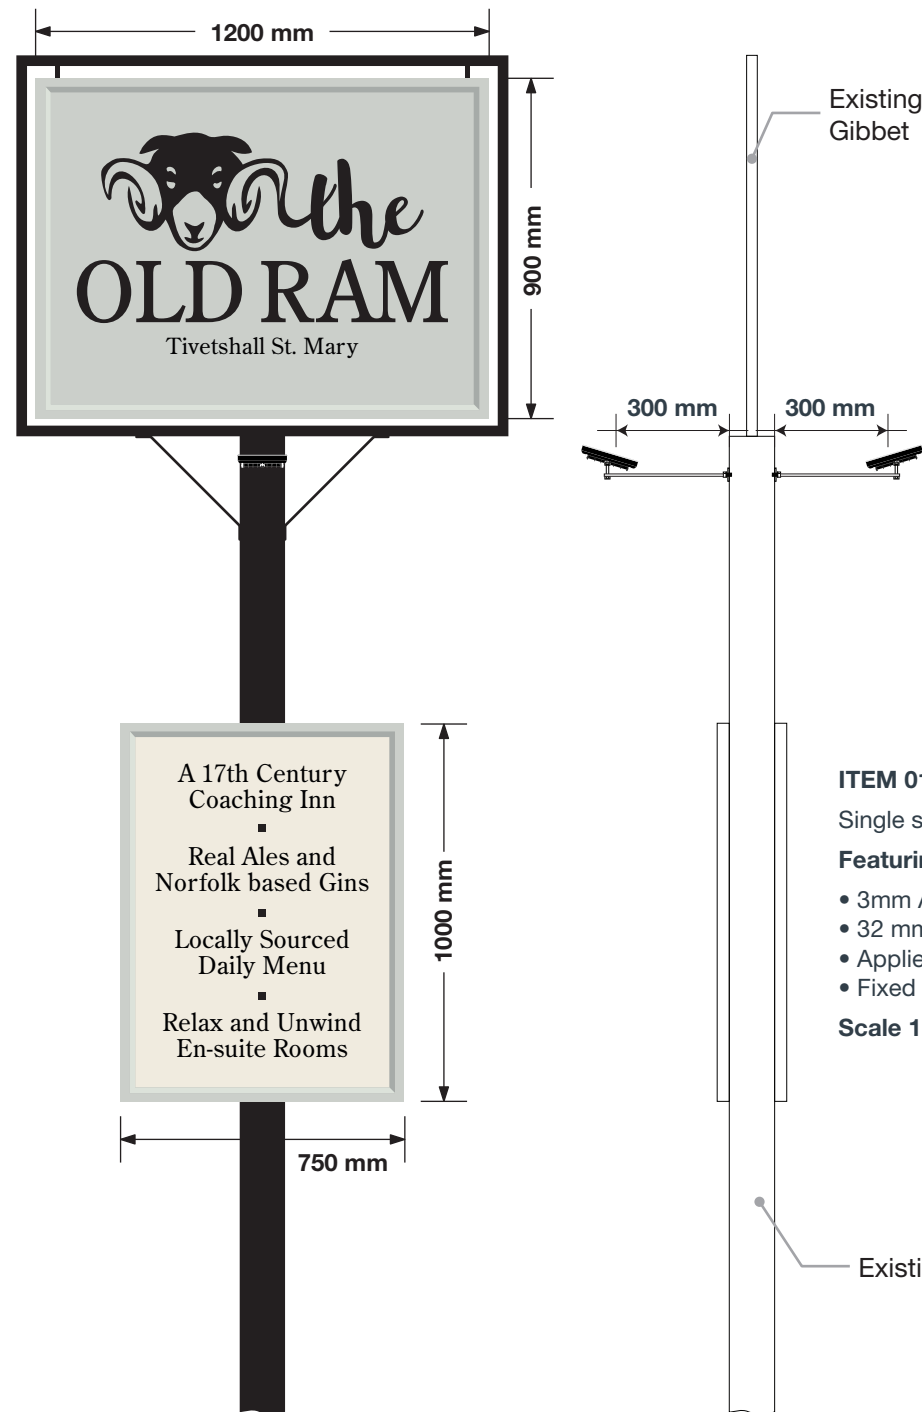 1200 mm
Existing
Gibbet
the
OLD RAM
Tivetshall St. Mary
900 mm
300 mm
300 mm
A 17th Century
Coaching Inn
Real Ales and
Norfolk based Gins
Locally Sourced
Daily Menu
Relax and Unwind
En-suite Rooms
1000 mm
750 mm
ITEM 01
Single s
Featurin
• 3mm A
• 32 mm
• Applie
• Fixed
Scale 1
Existi